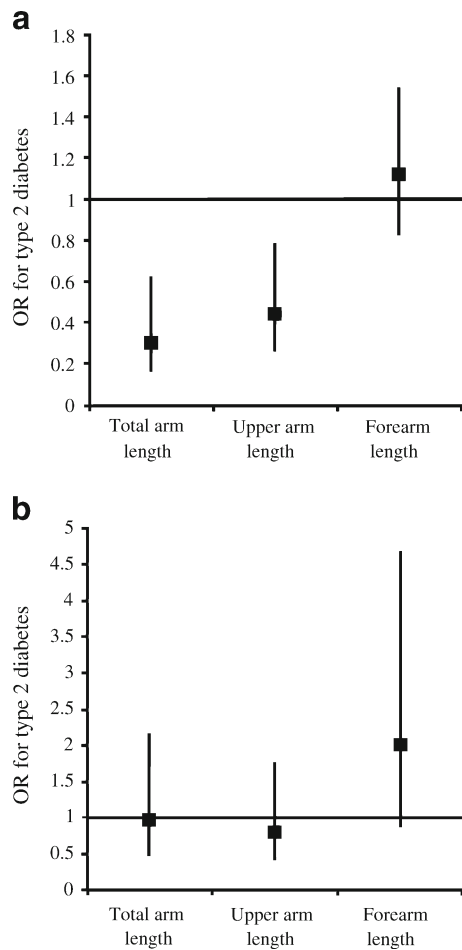 a
OR for type 2 diabetes
1.8
1.6
1.4
1.2
1
0.8
0.6
0.4
0.2
0
Total arm
length
Upper arm
length
Forearm
length
b
OR for type 2 diabetes
5
4.5
4
3.5
3
2.5
2
1.5
1
0.5
0
Total arm
length
Upper arm
length
Forearm
length